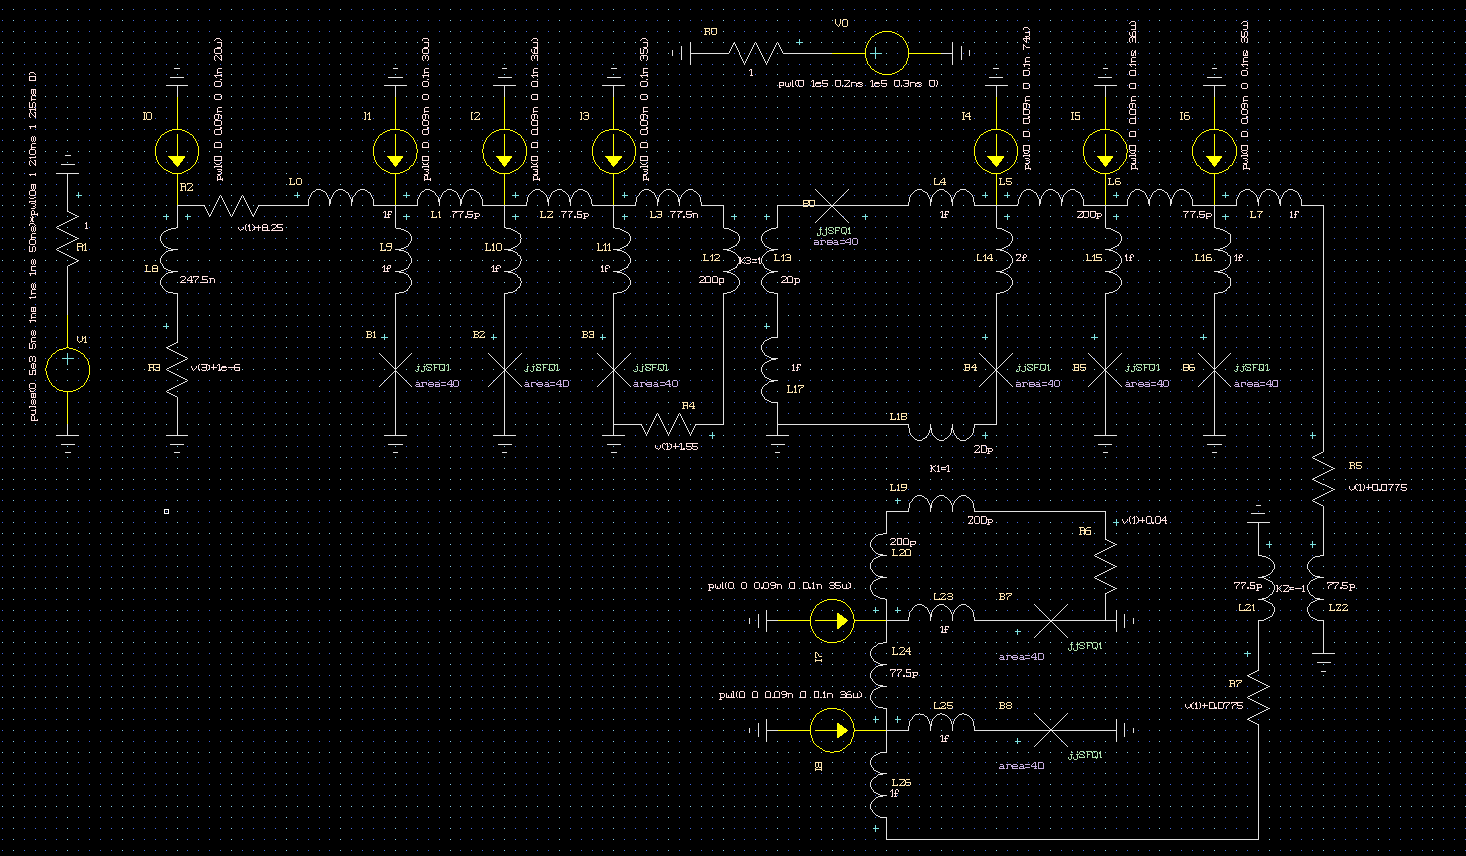 R0
V0
1
pwl(0 1e5 0.2ns 1e5 0.3ns 0)
pulse(0 5e3 5ns 1ns 1ns 1ns 50ns)*pwl(0s 1 210ns 1 215ns 0)
1
R1
V1
I0
pwl(0 0 0.09n 0 0.1n 20u)
R2
v(1)+8.25
L0
1f
L8
247.5n
R3
v(3)+1e-6
I1
pwl(0 0 0.09n 0 0.1n 30u)
L1
77.5p
L9
1f
B1
jjSFQ1
area=40
I2
pwl(0 0 0.09n 0 0.1n 36u)
L2
77.5p
L10
1f
B2
jjSFQ1
area=40
I3
pwl(0 0 0.09n 0 0.1n 35u)
L3
77.5n
L11
1f
B3
jjSFQ1
area=40
R4
v(1)+1.55
L12
200p
K3=1
L13
20p
1f
L17
B0
jjSFQ1
area=40
L4
1f
I4
pwl(0 0 0.09n 0 0.1n 74u)
L5
200p
L14
2f
B4
jjSFQ1
area=40
L18
20p
K1=1
I5
pwl(0 0 0.09n 0 0.1ns 36u)
L6
77.5p
L15
1f
B5
jjSFQ1
area=40
I6
pwl(0 0 0.09n 0 0.1ns 35u)
L7
1f
L16
1f
B6
jjSFQ1
area=40
R5
v(1)+0.0775
L19
200p
v(1)+0.04
R6
200p
L20
pwl(0 0 0.09n 0 0.1n 35u)
I7
L23
1f
B7
jjSFQ1
area=40
L24
77.5p
pwl(0 0 0.09n 0 0.1n 36u)
I8
L25
1f
B8
jjSFQ1
area=40
L26
1f
77.5p
L21
K2=-1
77.5p
L22
R7
v(1)+0.0775